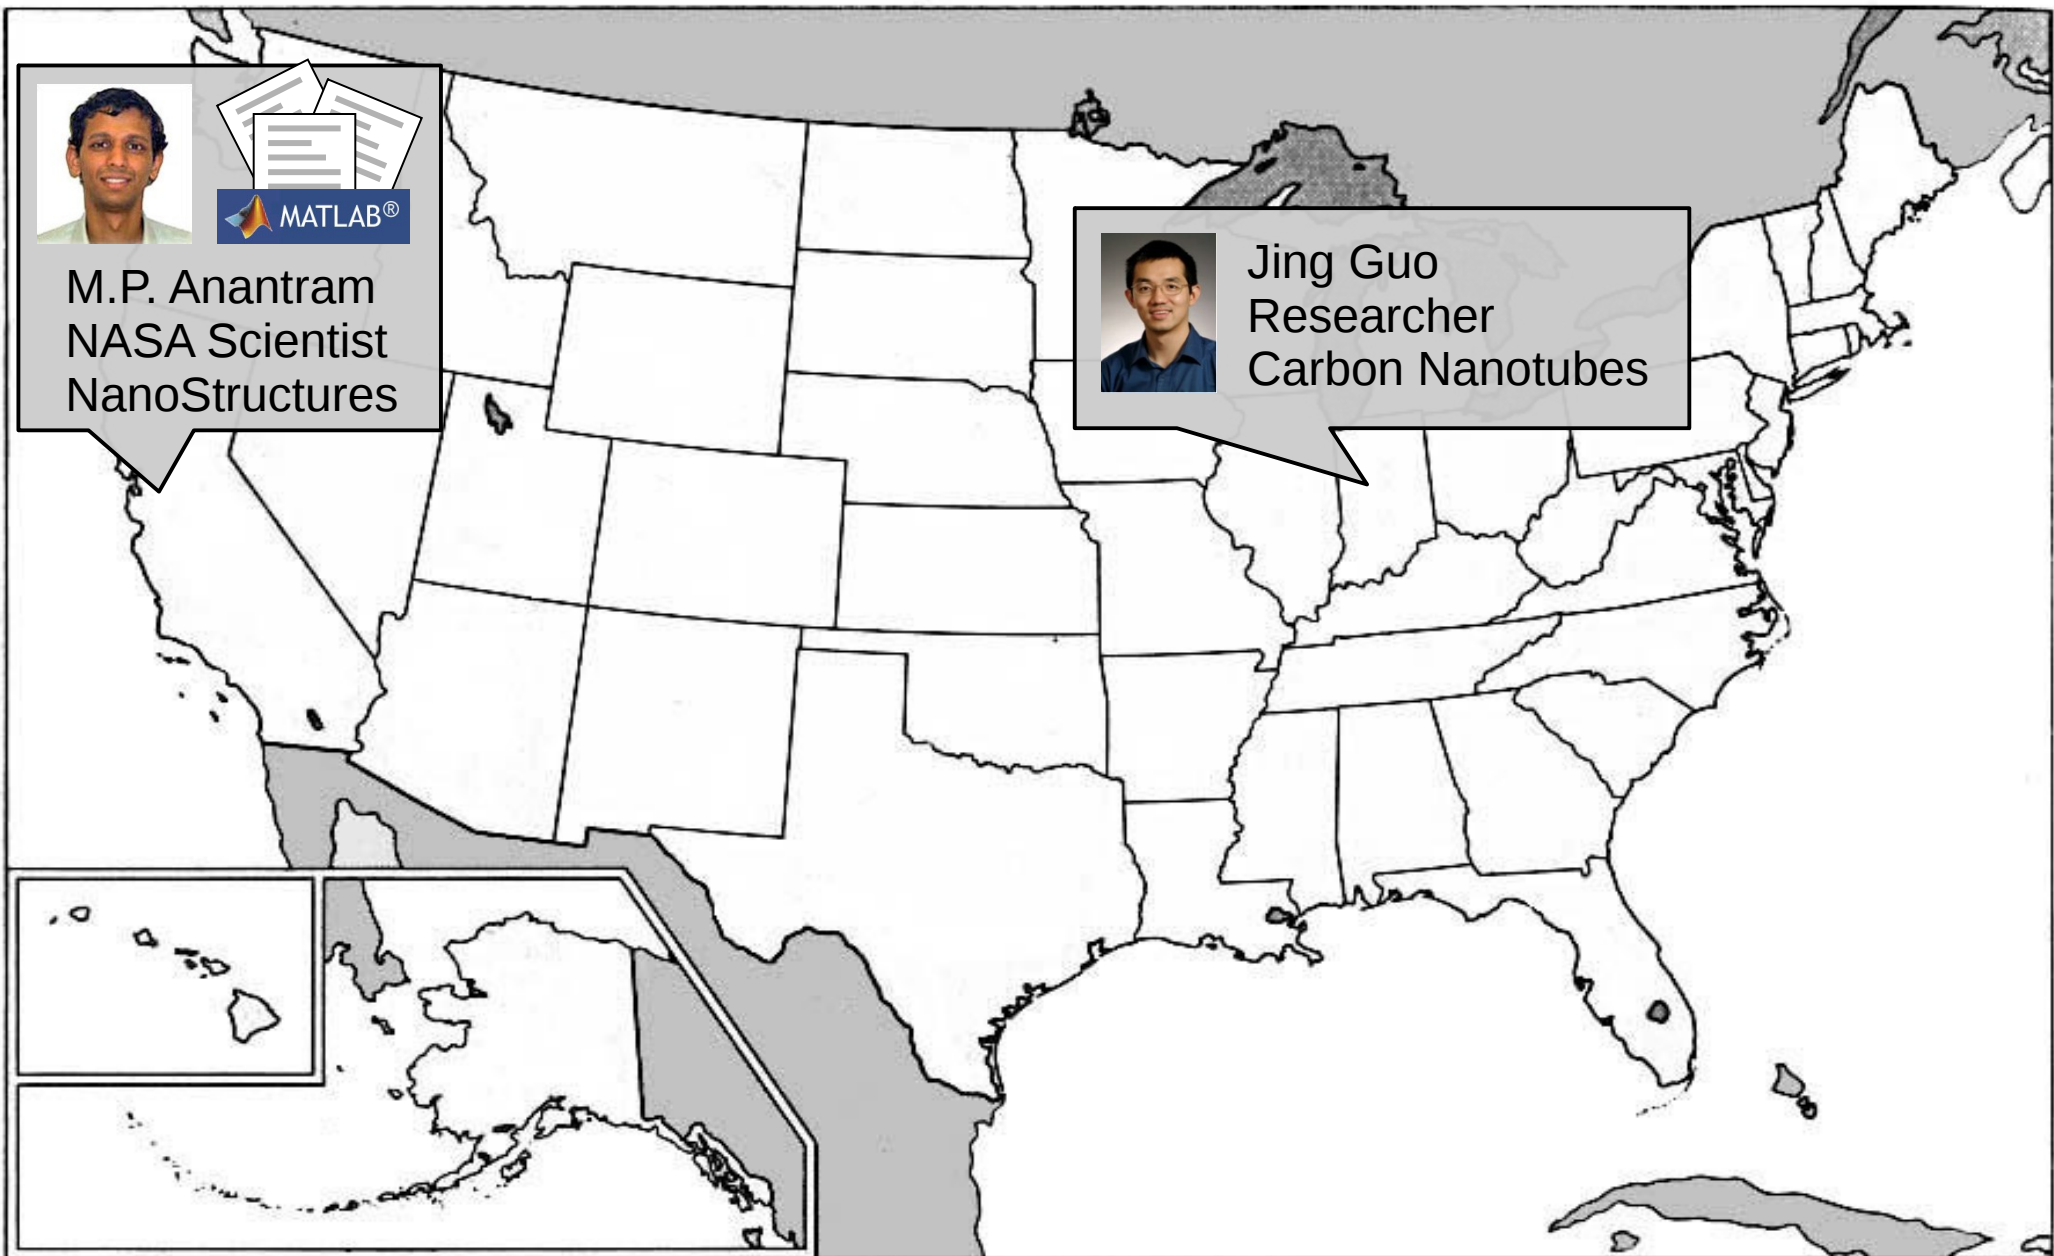 MATLAB®
M.P. Anantram
NASA Scientist
NanoStructures
Jing Guo
Researcher
Carbon Nanotubes